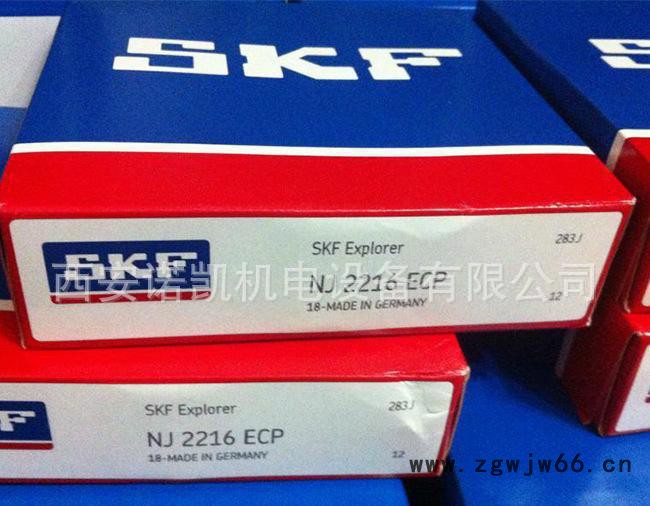 SKF
SKF
SKF Explorer
283J
NJ 2216 ECP
18-MADE IN GERMANY
12
西安诺凯机电设备有限公司
SKF
SKF Explorer
283J
NJ 2216 ECP
18-MADE IN GERMANY
12
www.zgwjw66.cn